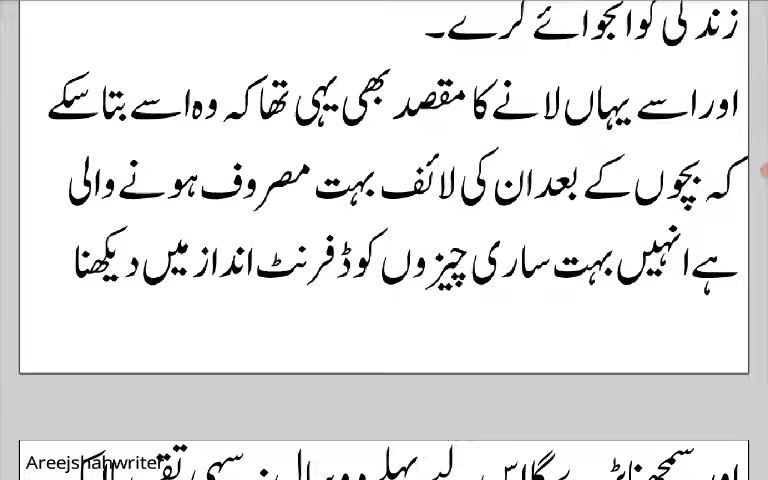 زندگی کو انجوائے کرے۔
اور اسے یہاں لانے کا مقصد بھی یہی تھا کہ وہ اسے بتا سکے
کہ بچوں کے بعد ان کی لائف بہت مصروف ہونے والی
ہے انہیں بہت ساری چیزوں کو ڈفرنٹ انداز میں دیکھنا
Areejshahwriter